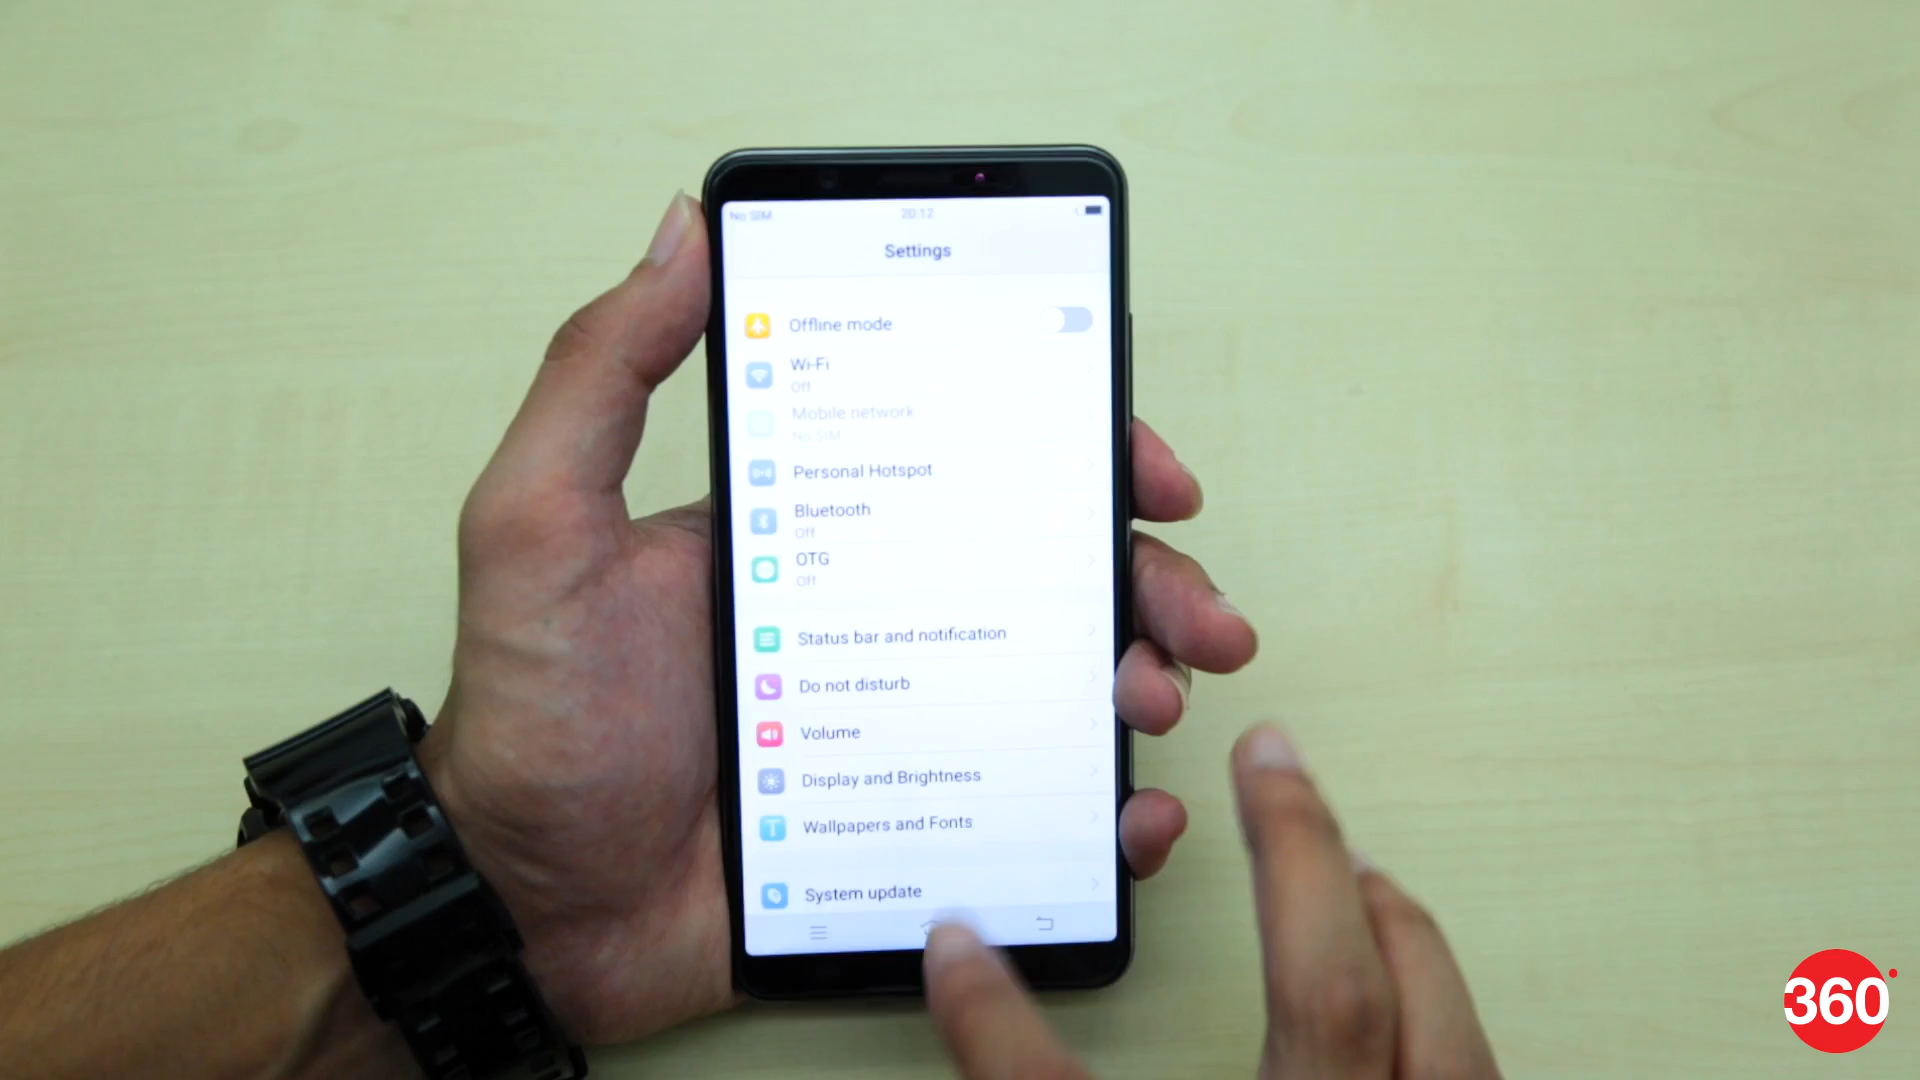 No SIM 20:12
Settings
Offline mode
Wi-Fi
Off
Mobile network
No SIM
Personal Hotspot
Bluetooth
Off
OTG
Off
Status bar and notification
Do not disturb
Volume
Display and Brightness
Wallpapers and Fonts
System update
360